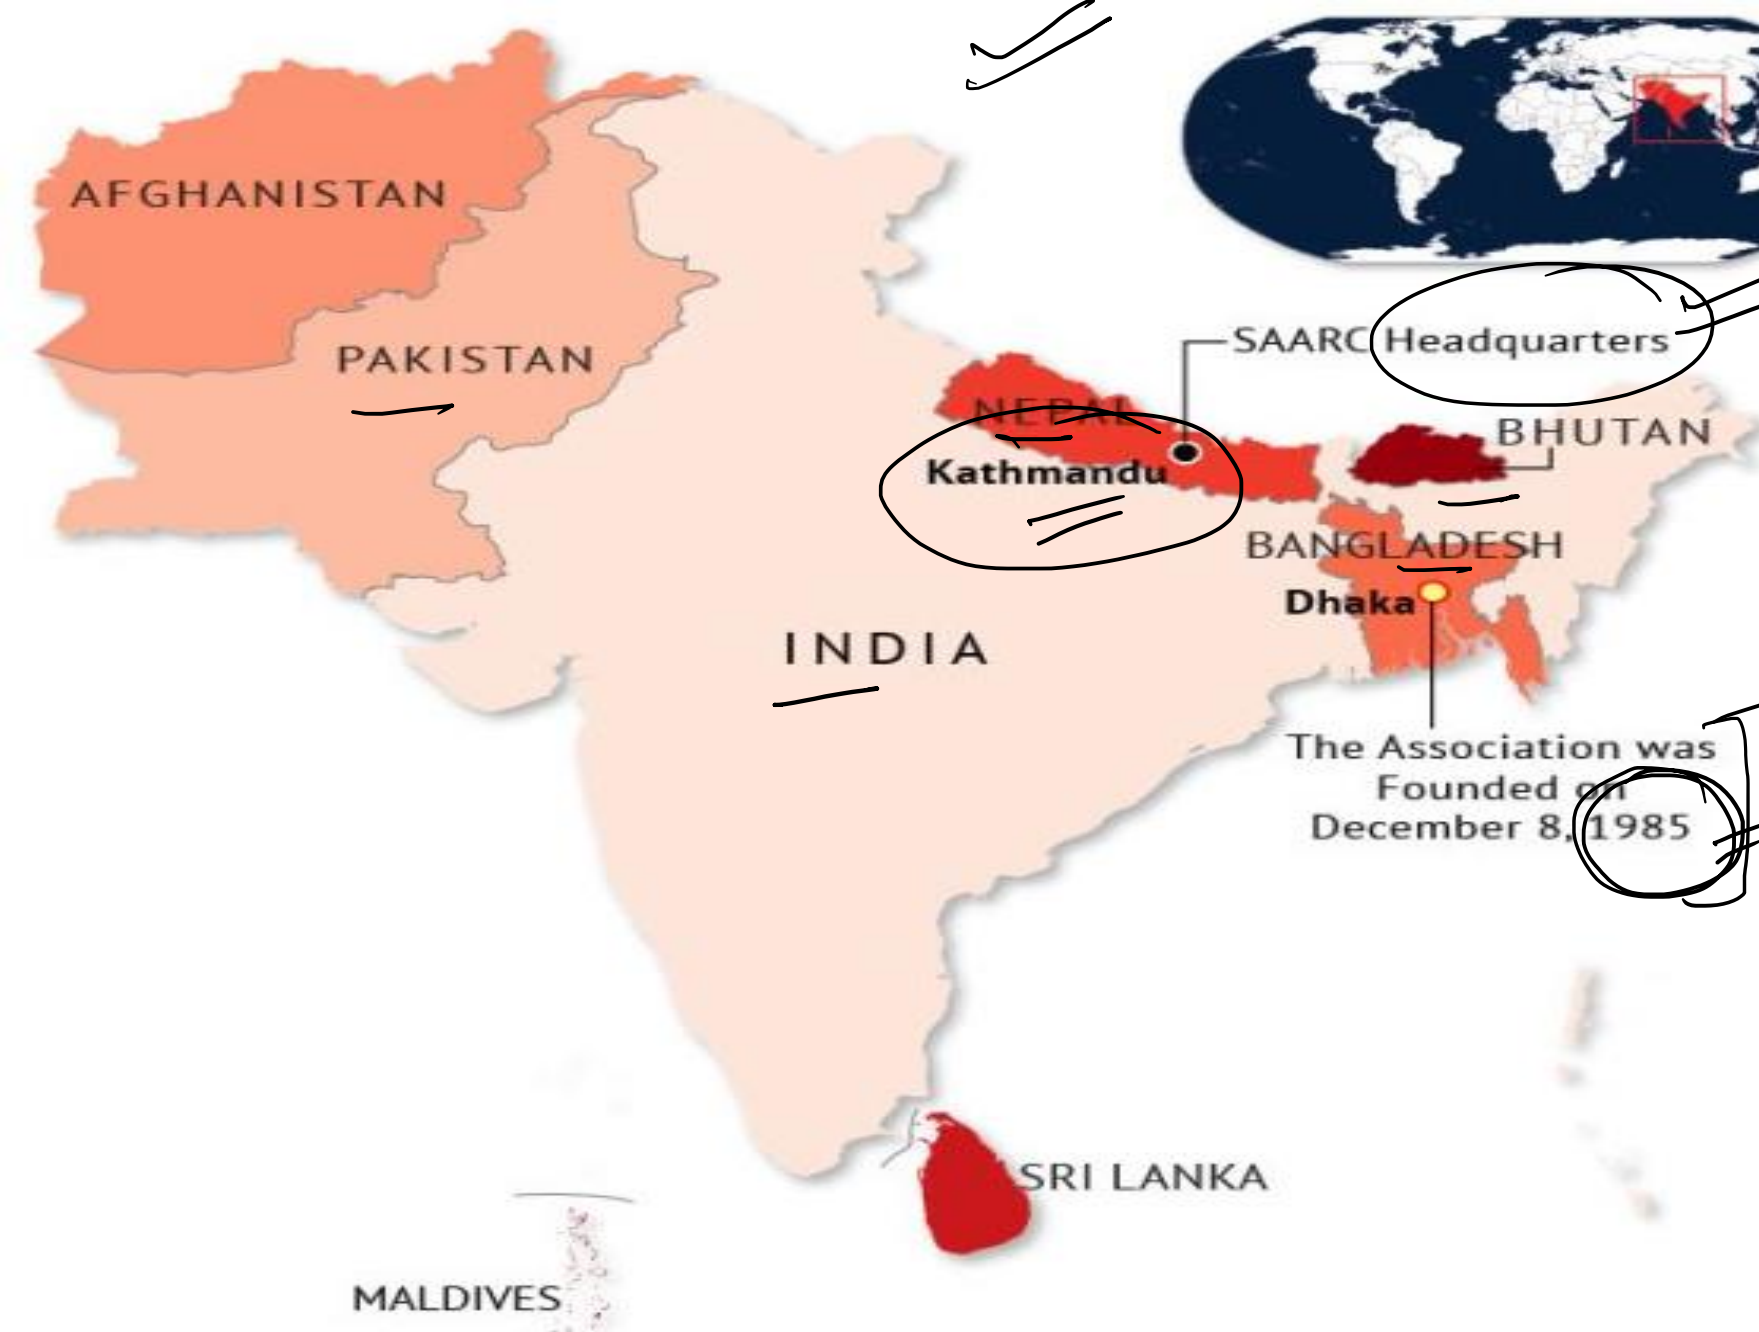 AFGHANISTAN
PAKISTAN
SAARC Headquarters
NEPAL
BHUTAN
Kathmandu
BANGLADESH
Dhaka
INDIA
The Association was
Founded on
December 8, 1985
SRI LANKA
MALDIVES